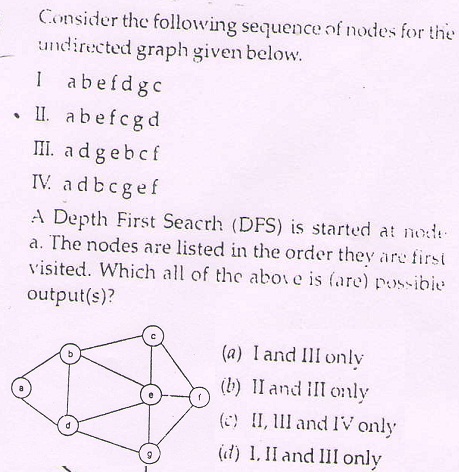 Consider the following sequence of nodes for the
undirected graph given below.
I a b e f d g c
II. a b e f c g d
III. a d g e b c f
IV. a d b c g e f
A Depth First Seacrh (DFS) is started at node
a. The nodes are listed in the order they are first
visited. Which all of the above is (are) possible
output(s)?
(a) I and III only
(b) II and III only
(c) II, III and IV only
(d) I, II and III only
c
b
a
e
f
d
g